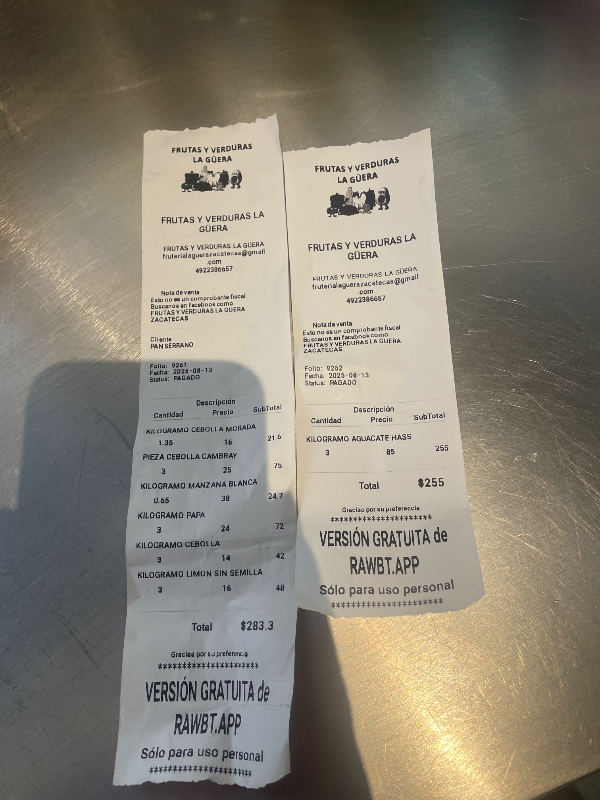 FRUTAS Y VERDURAS
LA GÜERA
FRUTAS Y VERDURAS LA
GÜERA
FRUTAS Y VERDURAS LA GÜERA
fruterialaguerazacatecas@gmail
.com
4922386657
Nota de venta
Esto no es un comprobante fiscal
Buscanos en facebook como
FRUTAS Y VERDURAS LA GUERA
ZACATECAS
Cliente
PAN SERRANO
Folio: 9261
Fecha: 2025-08-13
Status: PAGADO
Descripción
Cantidad Precio SubTotal
KILOGRAMO CEBOLLA MORADA
1.35 16 21.6
PIEZA CEBOLLA CAMBRAY
3 25 75
KILOGRAMO MANZANA BLANCA
0.65 38 24.7
KILOGRAMO PAPA
3 24 72
KILOGRAMO CEBOLLA
3 14 42
KILOGRAMO LIMON SIN SEMILLA
3 16 48
Total $283.3
Gracias por su preferencia
**********************
VERSIÓN GRATUITA de
RAWBT.APP
Sólo para uso personal
**********************
FRUTAS Y VERDURAS
LA GÜERA
FRUTAS Y VERDURAS LA
GÜERA
FRUTAS Y VERDURAS LA GÜERA
fruterialaguerazacatecas@gmail
.com
4922386657
Nota de venta
Esto no es un comprobante fiscal
Buscanos en facebook como
FRUTAS Y VERDURAS LA GUERA
ZACATECAS
Folio: 9262
Fecha: 2025-08-13
Status: PAGADO
Descripción
Cantidad Precio SubTotal
KILOGRAMO AGUACATE HASS
3 85 255
Total $255
Gracias por su preferencia
**********************
VERSIÓN GRATUITA de
RAWBT.APP
Sólo para uso personal
**********************